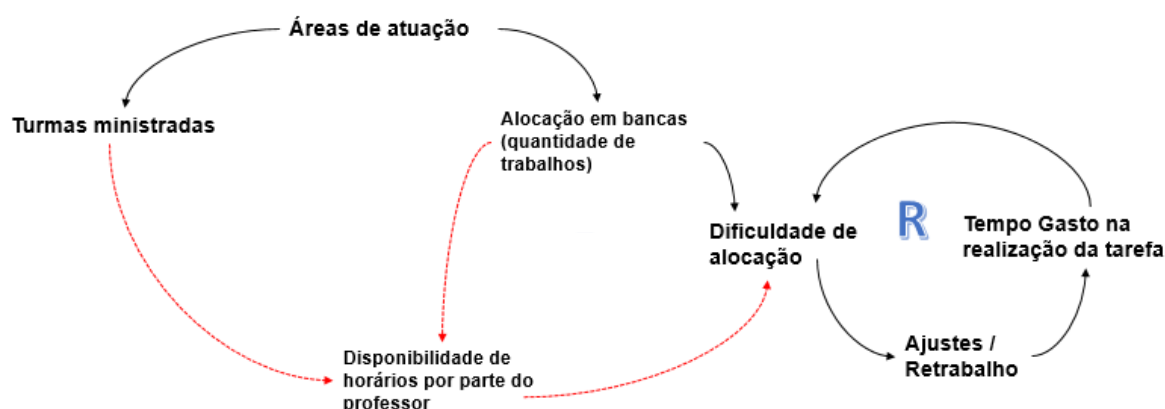 Áreas de atuação
Turmas ministradas
Alocação em bancas
(quantidade de
trabalhos)
Dificuldade de
alocação
R
Tempo Gasto na
realização da tarefa
Ajustes /
Retrabalho
Disponibilidade de
horários por parte do
professor